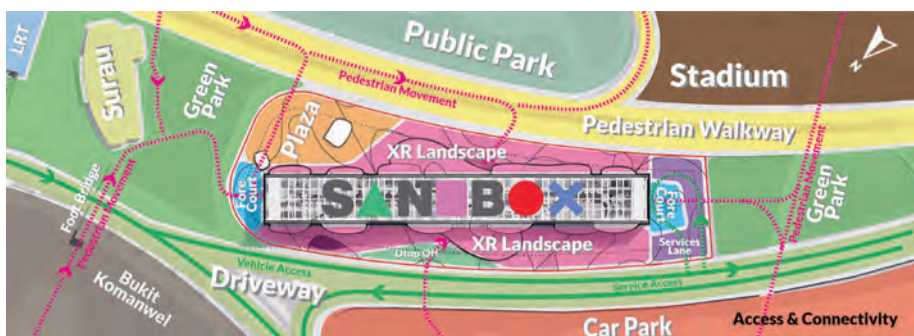 LRT
Surau
Green
Park
Public Park
Stadium
N
Pedestrian Movement
Pedestrian Walkway
Plaza
XR Landscape
Fore
Court
SANDBOX
Fore
Court
Services
Lane
Green
Park
Pedestrian Movement
Foot Bridge
Pedestrian Movement
XR Landscape
Drop Off
Vehicle Access
Driveway
Service Access
Bukit
Komanwel
Car Park
Access & Connectivity